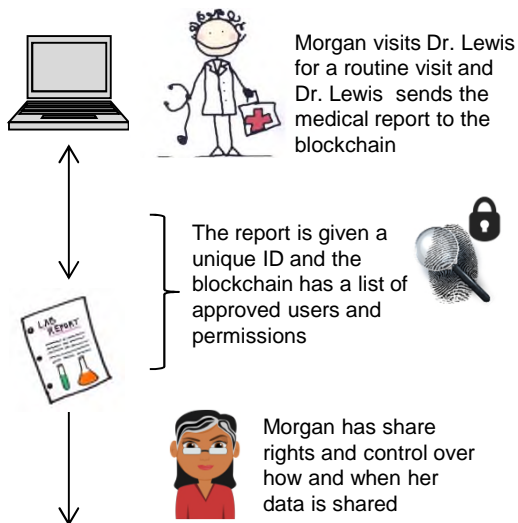 Morgan visits Dr. Lewis
for a routine visit and
Dr. Lewis sends the
medical report to the
blockchain
The report is given a
unique ID and the
blockchain has a list of
approved users and
permissions
LAB
REPORT
Morgan has share
rights and control over
how and when her
data is shared